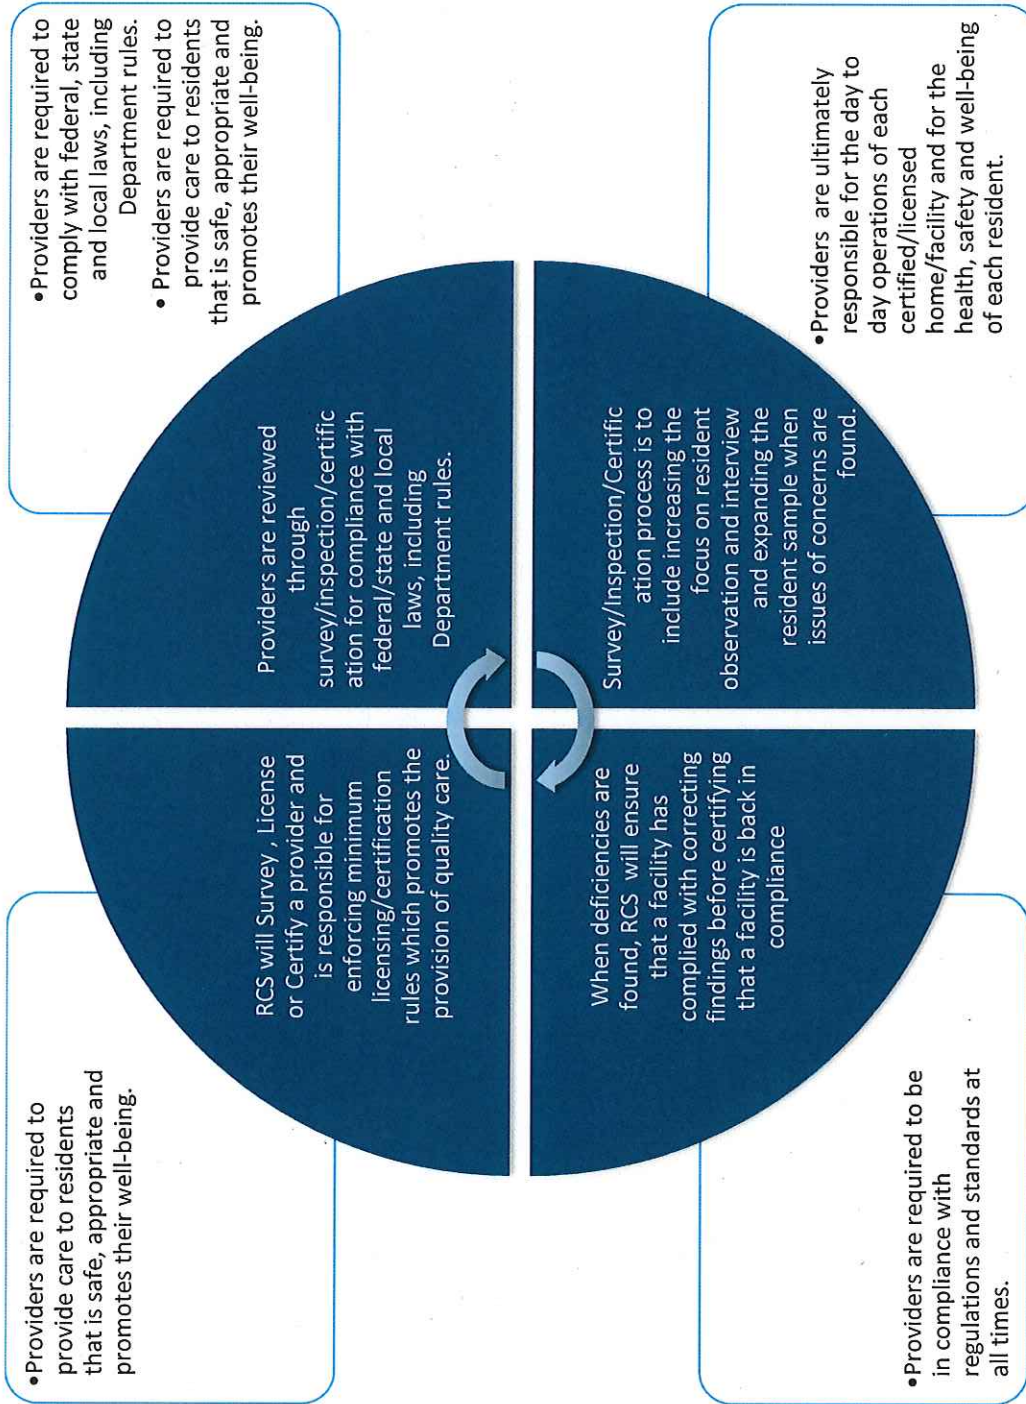 •Providers are required to
provide care to residents
that is safe, appropriate and
promotes their well-being.
•Providers are required to
comply with federal, state
and local laws, including
Department rules.
• Providers are required to
provide care to residents
that is safe, appropriate and
promotes their well-being.
RCS will Survey , License
or Certify a provider and
is responsible for
enforcing minimum
licensing/certification
rules which promotes the
provision of quality care.
Providers are reviewed
through
survey/inspection/certific
ation for compliance with
federal/state and local
laws, including
Department rules.
When deficiencies are
found, RCS will ensure
that a facility has
complied with correcting
findings before certifying
that a facility is back in
compliance
Survey/Inspection/Certific
ation process is to
include increasing the
focus on resident
observation and interview
and expanding the
resident sample when
issues of concerns are
found.
•Providers are required to be
in compliance with
regulations and standards at
all times.
•Providers are ultimately
responsible for the day to
day operations of each
certified/licensed
home/facility and for the
health, safety and well-being
of each resident.